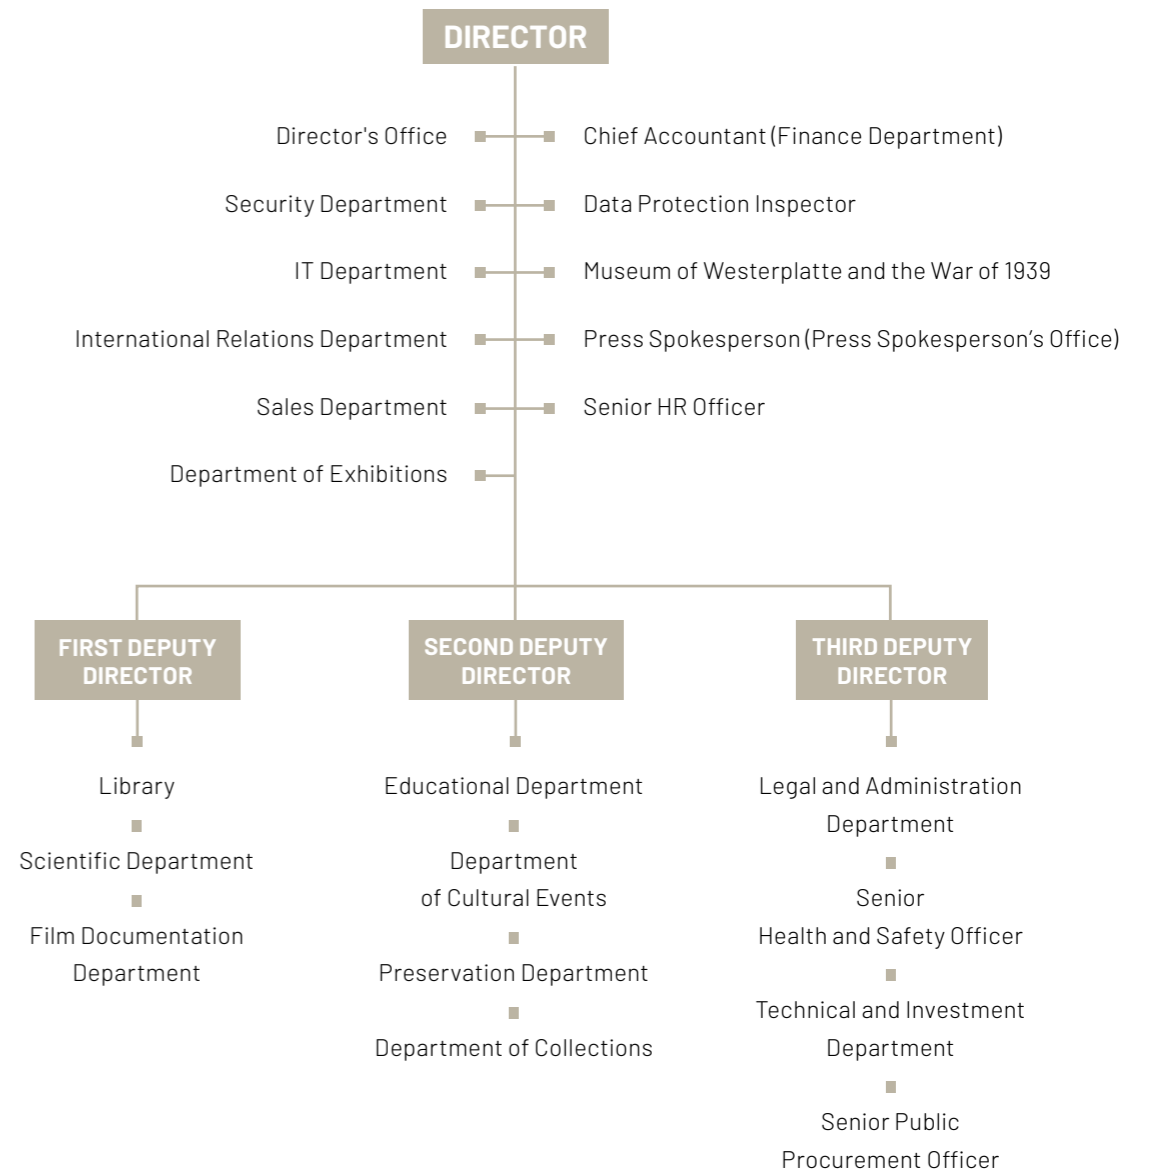 DIRECTOR
Director's Office
Chief Accountant (Finance Department)
Security Department
Data Protection Inspector
IT Department
Museum of Westerplatte and the War of 1939
International Relations Department
Press Spokesperson (Press Spokesperson’s Office)
Sales Department
Senior HR Officer
Department of Exhibitions
FIRST DEPUTY
DIRECTOR
Library
Scientific Department
Film Documentation
Department
SECOND DEPUTY
DIRECTOR
Educational Department
Department
of Cultural Events
Preservation Department
Department of Collections
THIRD DEPUTY
DIRECTOR
Legal and Administration
Department
Senior
Health and Safety Officer
Technical and Investment
Department
Senior Public
Procurement Officer